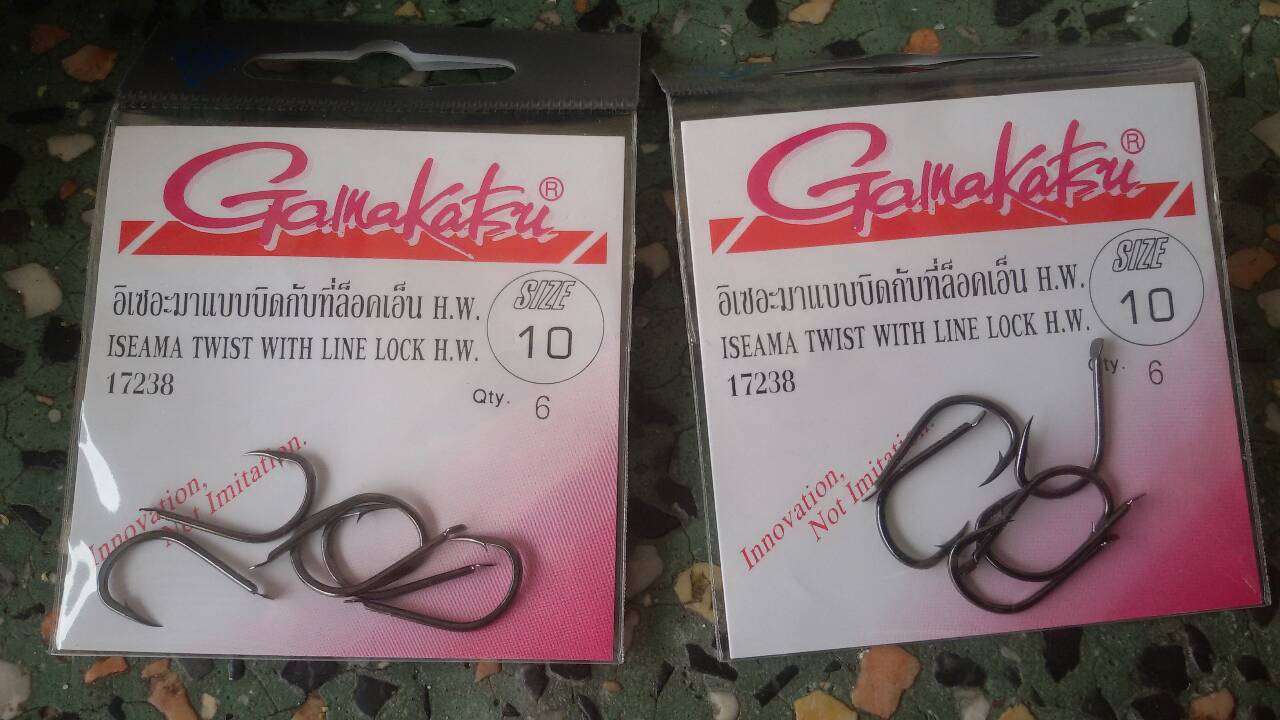 Gamakatsu®
อิเซอะมาแบบบิดกับที่ล็อคเอ็น H.W.
ISEAMA TWIST WITH LINE LOCK H.W.
17238
SIZE
10
Qty. 6
Innovation,
Not Imitation.
Gamakatsu®
อิเซอะมาแบบบิดกับที่ล็อคเอ็น H.W.
ISEAMA TWIST WITH LINE LOCK H.W.
17238
SIZE
10
Qty. 6
Innovation,
Not Imitation.